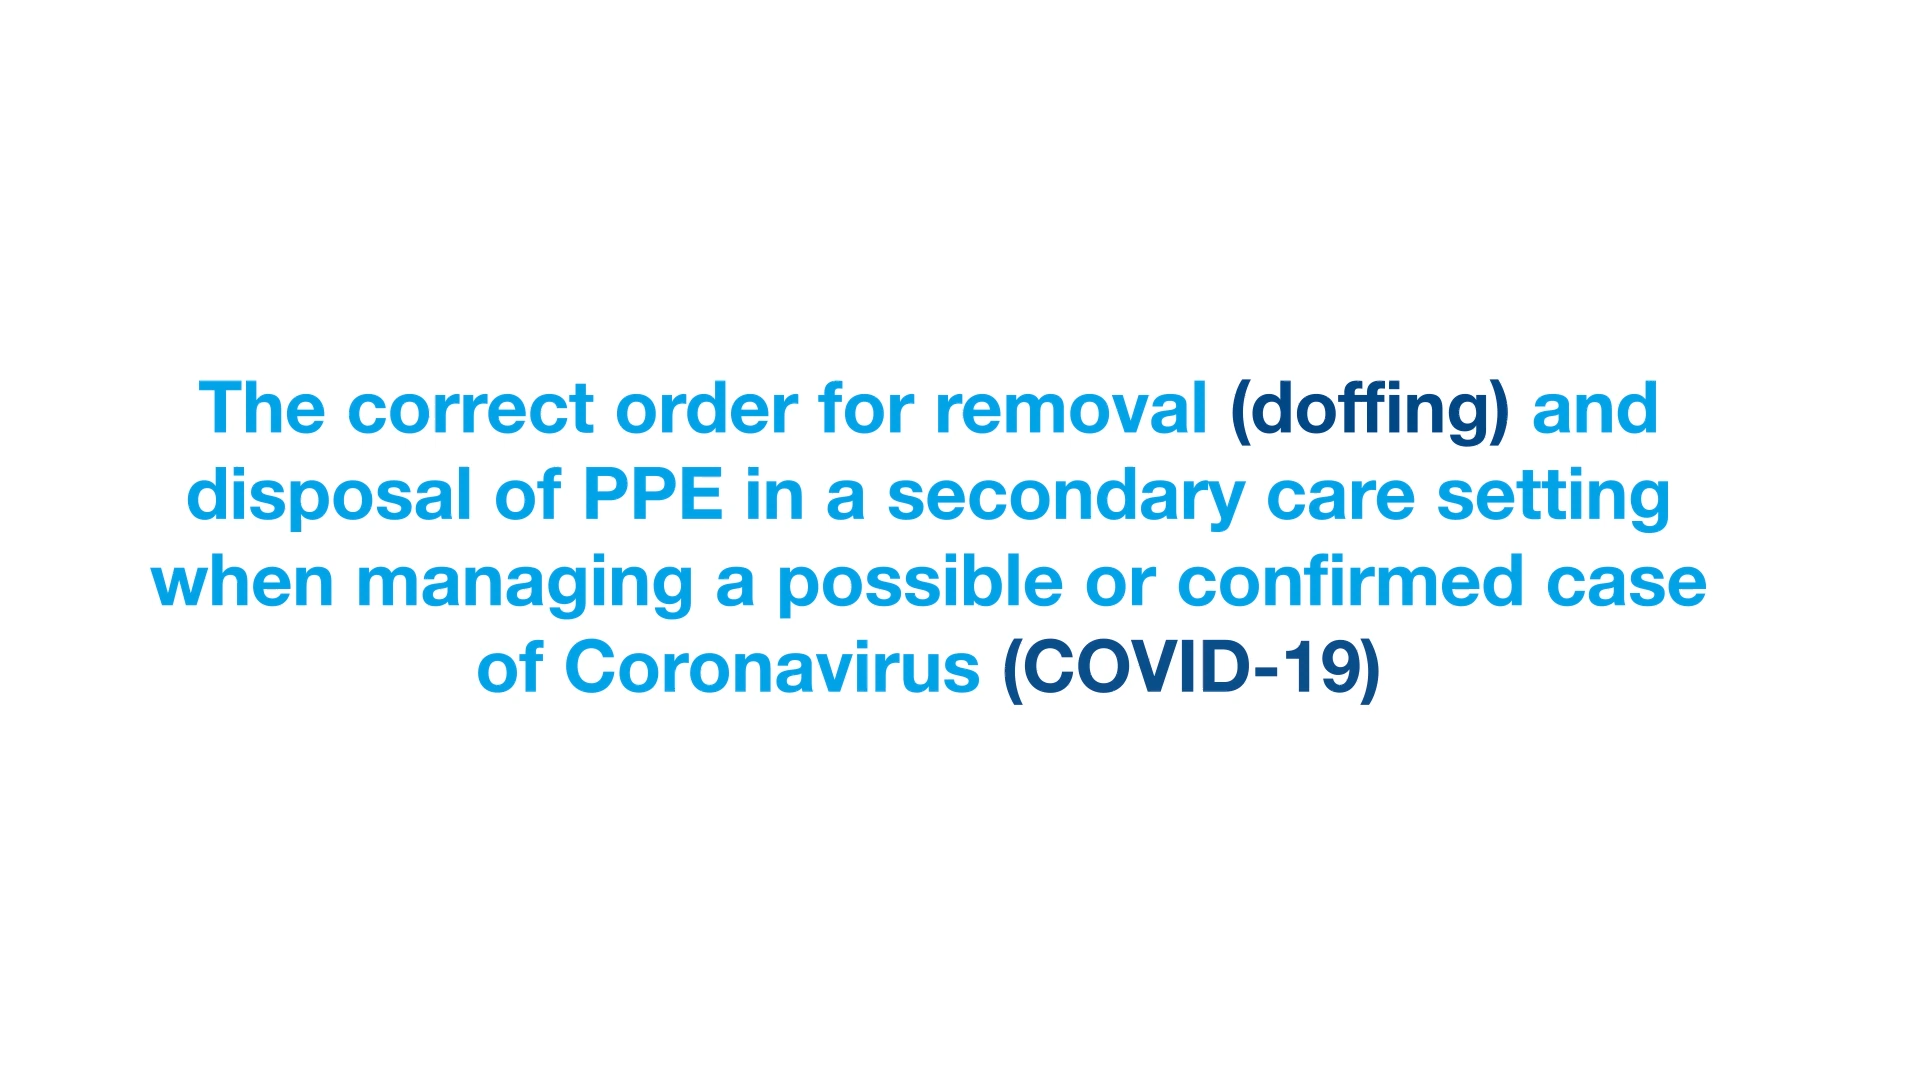 The correct order for removal (doffing) and
disposal of PPE in a secondary care setting
when managing a possible or confirmed case
of Coronavirus (COVID-19)